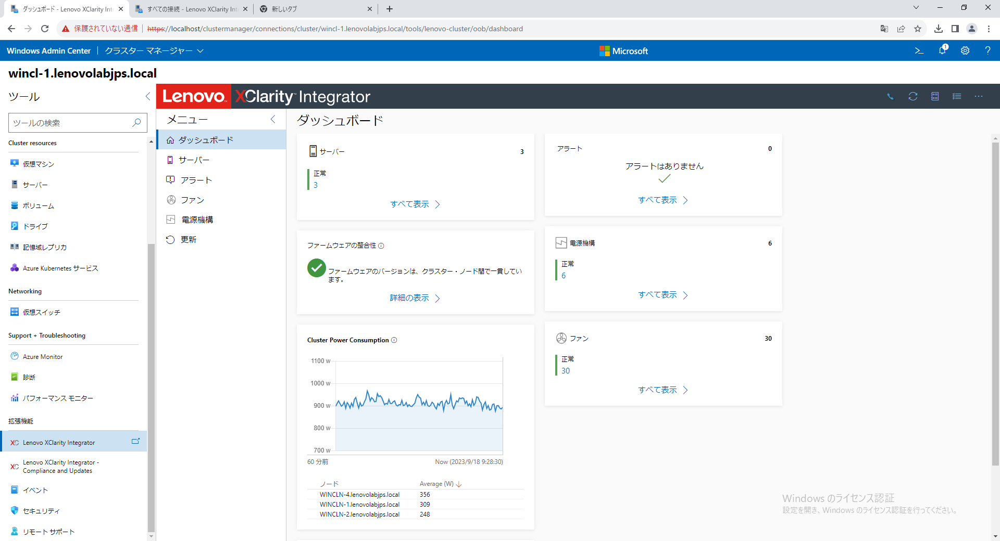 ダッシュボード - Lenovo XClarity Inte
すべての接続 - Lenovo XClarity Inte
新しいタブ
保護されていない通信
https://localhost/clustermanager/connections/cluster/wincl-1.lenovolabjps.local/tools/lenovo-cluster/oob/dashboard
Windows Admin Center
クラスター マネージャー
Microsoft
1
wincl-1.lenovolabjps.local
ツール
ツールの検索
Cluster resources
仮想マシン
サーバー
ボリューム
ドライブ
記憶域レプリカ
Azure Kubernetes サービス
Networking
仮想スイッチ
Support + Troubleshooting
Azure Monitor
診断
パフォーマンス モニター
拡張機能
XC Lenovo XClarity Integrator
XC Lenovo XClarity Integrator -
Compliance and Updates
イベント
セキュリティ
リモート サポート
Lenovo™ XClarity™ Integrator
メニュー
ダッシュボード
サーバー
アラート
ファン
電源機構
更新
ダッシュボード
サーバー 3
正常
3
すべて表示
ファームウェアの整合性
ファームウェアのバージョンは、クラスター・ノード間で一貫してい
ます。
詳細の表示
Cluster Power Consumption
1100 w
1000 w
900 w
800 w
700 w
60 分前
Now (2023/9/18 9:28:30)
ノード Average (W)
WINCLN-4.lenovolabjps.local 356
WINCLN-1.lenovolabjps.local 309
WINCLN-2.lenovolabjps.local 248
アラート 0
アラートはありません
すべて表示
電源機構 6
正常
6
すべて表示
ファン 30
正常
30
すべて表示
Windows のライセンス認証
設定を開き、Windows のライセンス認証を行ってください。